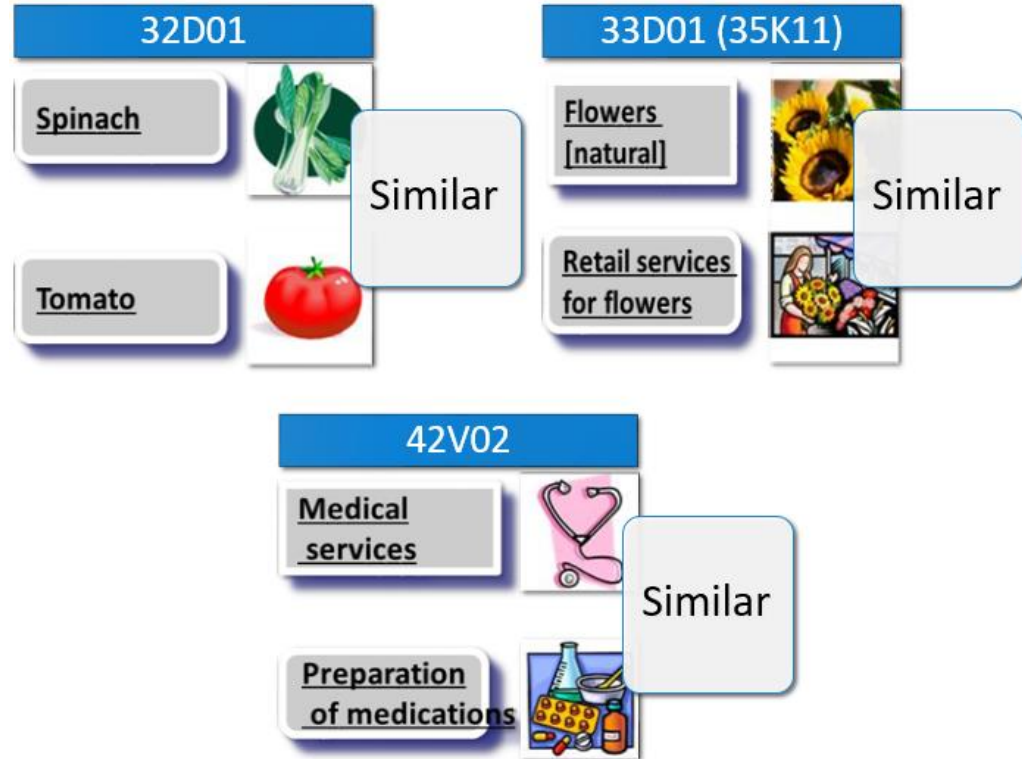 32D01
Spinach
Similar
Tomato
33D01 (35K11)
Flowers
[natural]
Similar
Retail services
for flowers
42V02
Medical
services
Similar
Preparation
of medications